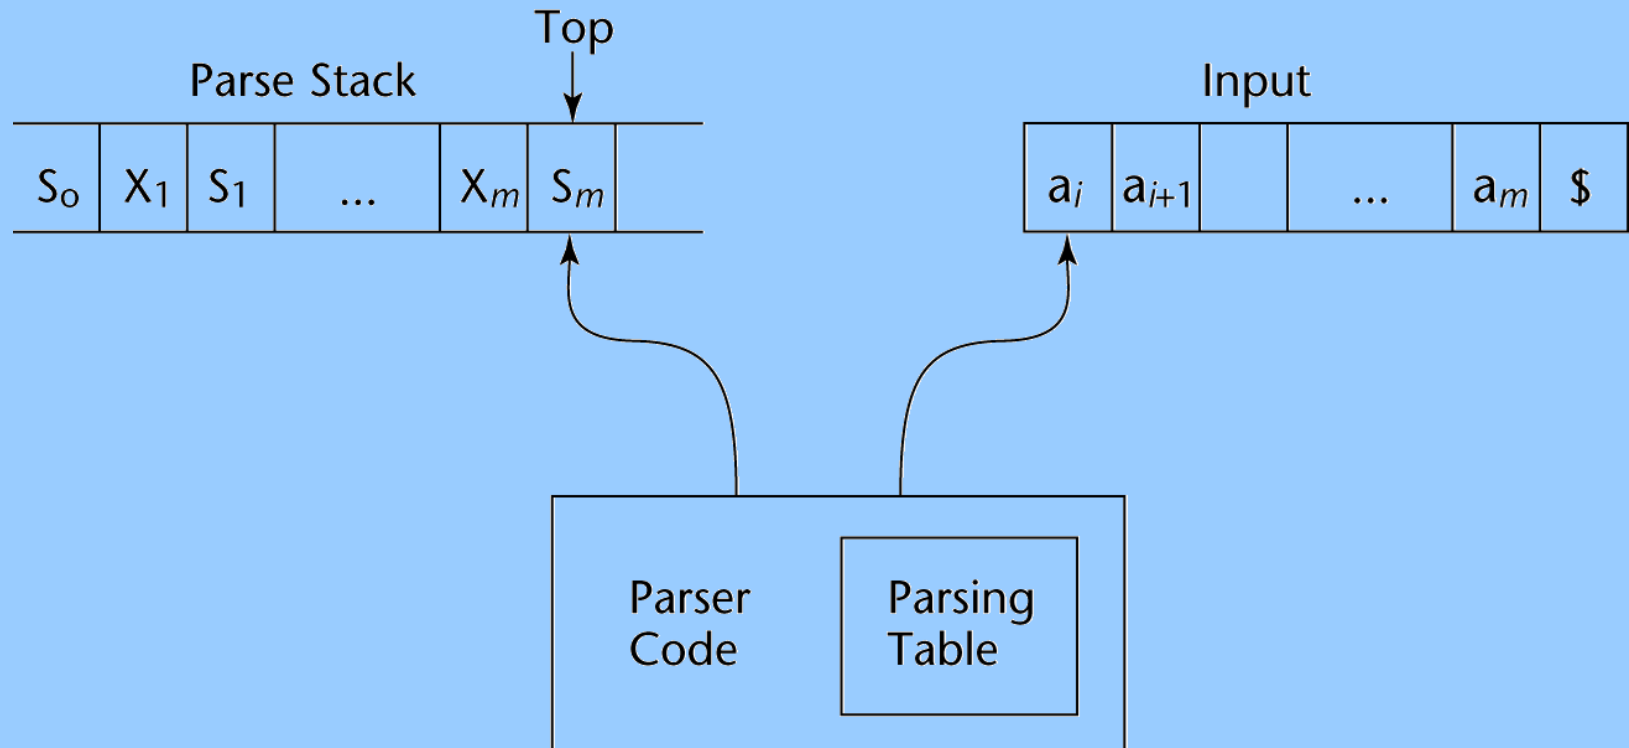 Top
Parse Stack
Input
S₀ X₁ S₁ ... Xₘ Sₘ
aᵢ aᵢ₊₁ ... aₘ $
Parser
Code
Parsing
Table